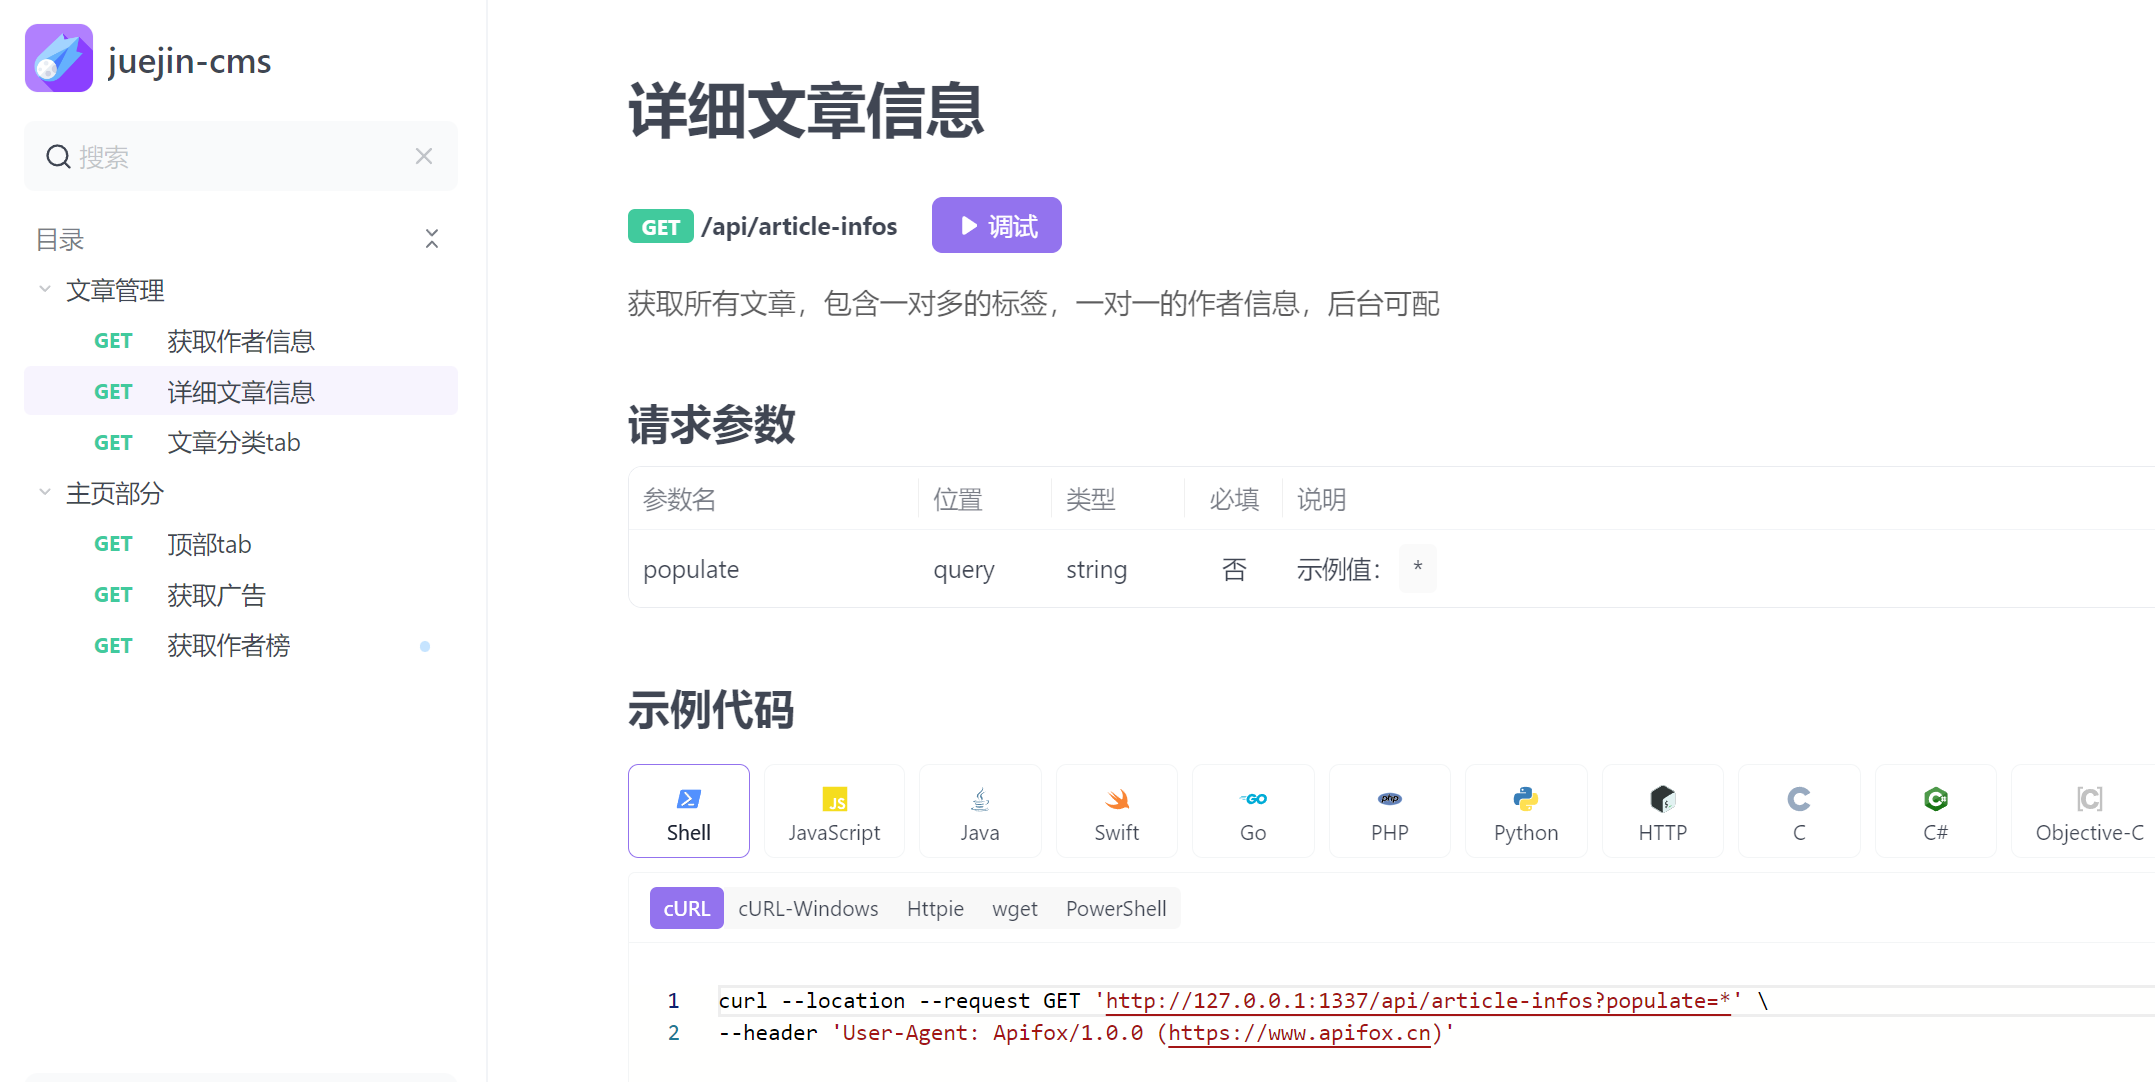 juejin-cms
搜索
目录
文章管理
GET 获取作者信息
GET 详细文章信息
GET 文章分类tab
主页部分
GET 顶部tab
GET 获取广告
GET 获取作者榜
详细文章信息
GET /api/article-infos 调试
获取所有文章，包含一对多的标签，一对一的作者信息，后台可配
请求参数
参数名 位置 类型 必填 说明
populate query string 否 示例值： *
示例代码
Shell JavaScript Java Swift Go PHP Python HTTP C C# Objective-C
cURL cURL-Windows Httpie wget PowerShell
1 curl --location --request GET 'http://127.0.0.1:1337/api/article-infos?populate=*' \
2 --header 'User-Agent: Apifox/1.0.0 (https://www.apifox.cn)'